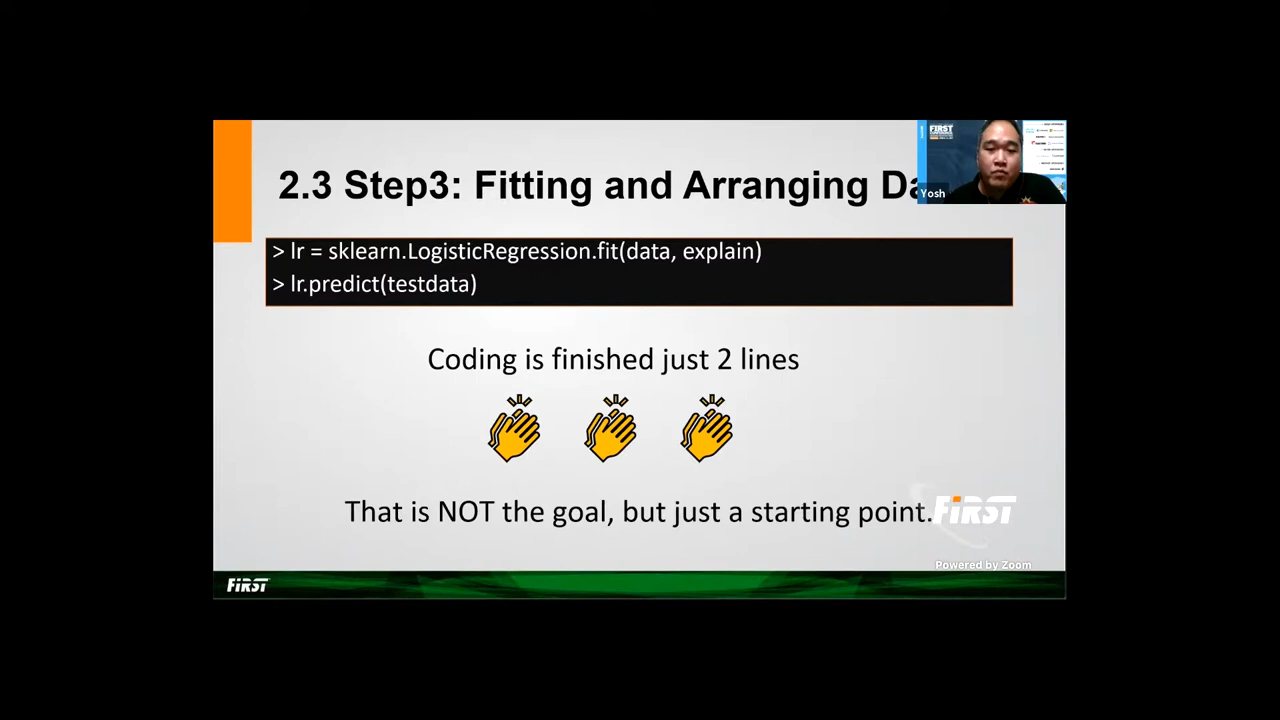 2.3 Step3: Fitting and Arranging Da
FIRST
Yosh
> lr = sklearn.LogisticRegression.fit(data, explain)
> lr.predict(testdata)
Coding is finished just 2 lines
That is NOT the goal, but just a starting point.
FiRST
Powered by Zoom
FiRST